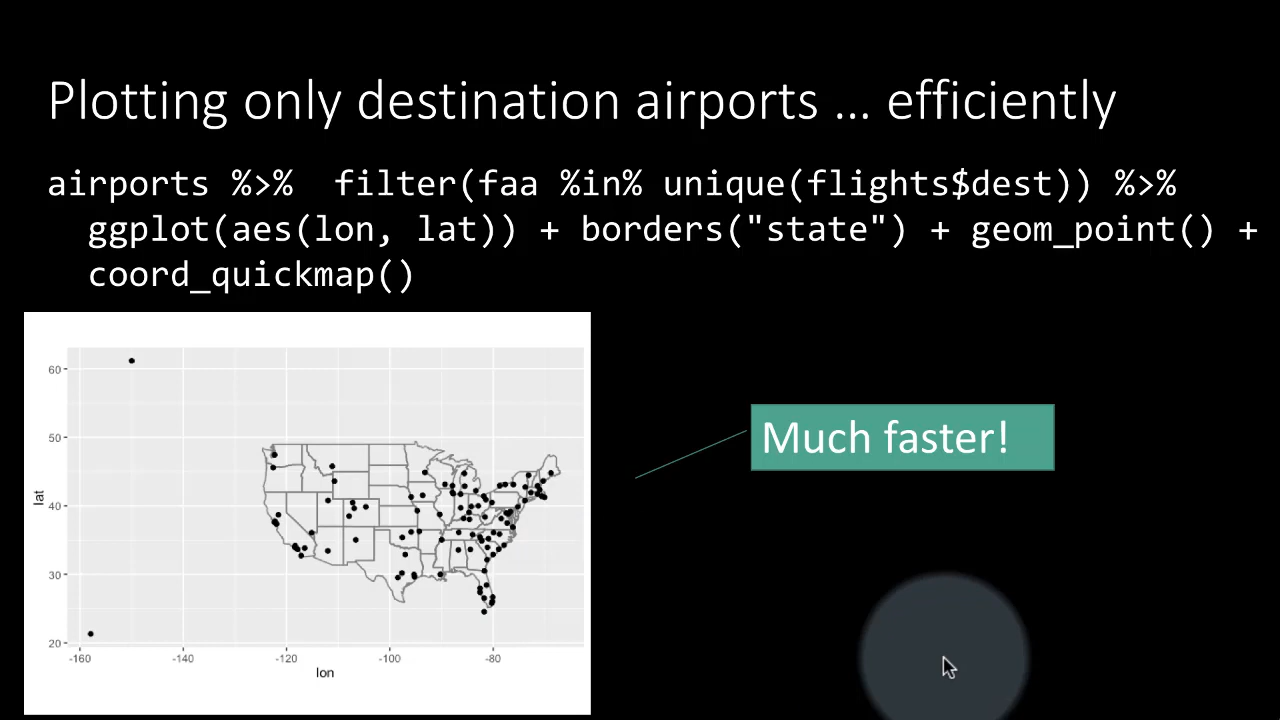 Plotting only destination airports ... efficiently
airports %>%  filter(faa %in% unique(flights$dest)) %>%
  ggplot(aes(lon, lat)) + borders("state") + geom_point() +
  coord_quickmap()
Much faster!
60
50
40
30
20
lat
-160 -140 -120 -100 -80
lon